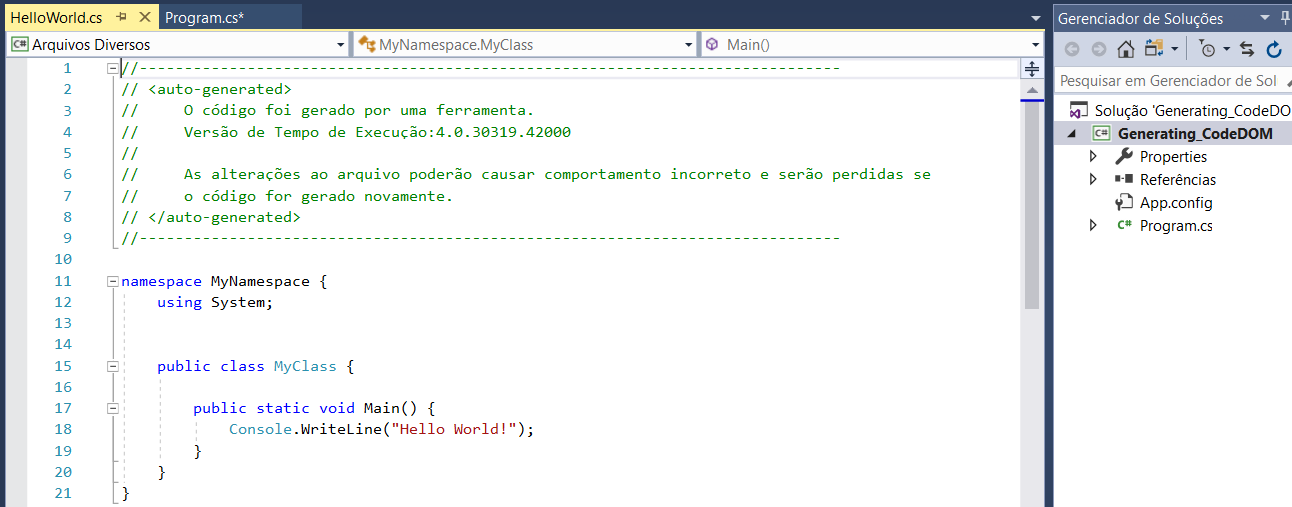 HelloWorld.cs
Program.cs*
Arquivos Diversos
MyNamespace.MyClass
Main()
1 //------------------------------------------------------------------------------
2 // <auto-generated>
3 //     O código foi gerado por uma ferramenta.
4 //     Versão de Tempo de Execução:4.0.30319.42000
5 //
6 //     As alterações ao arquivo poderão causar comportamento incorreto e serão perdidas se
7 //     o código for gerado novamente.
8 // </auto-generated>
9 //------------------------------------------------------------------------------
10
11 namespace MyNamespace {
12     using System;
13
14
15     public class MyClass {
16
17         public static void Main() {
18             Console.WriteLine("Hello World!");
19         }
20     }
21 }
Gerenciador de Soluções
Pesquisar em Gerenciador de Sol
Solução 'Generating_CodeDO
C# Generating_CodeDOM
Properties
Referências
App.config
C# Program.cs